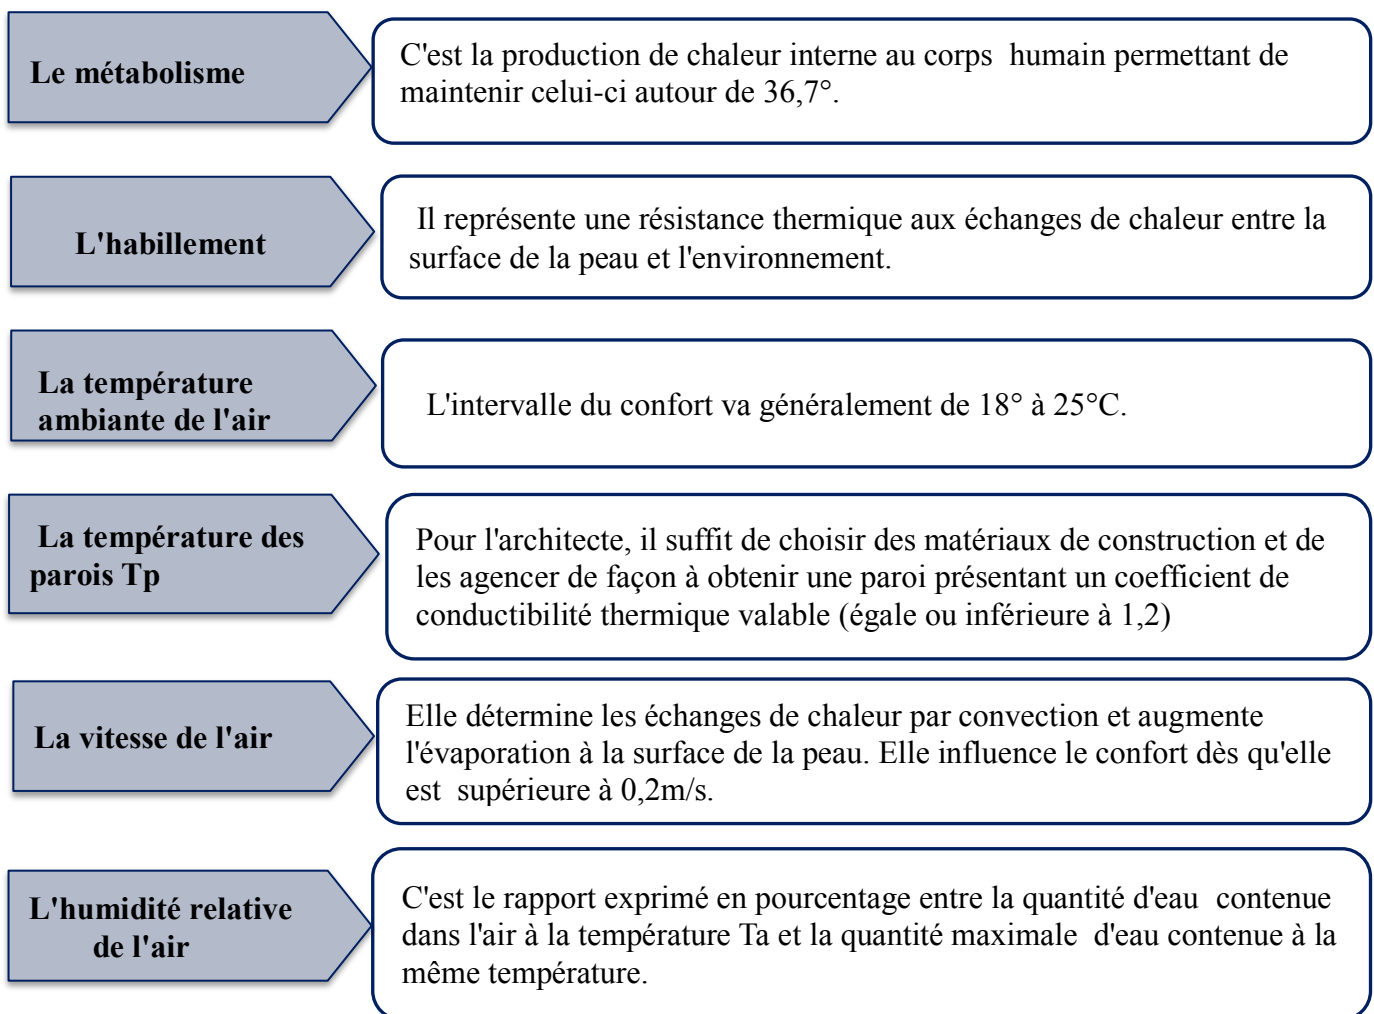 Le métabolisme
C'est la production de chaleur interne au corps humain permettant de
maintenir celui-ci autour de 36,7°.
L'habillement
Il représente une résistance thermique aux échanges de chaleur entre la
surface de la peau et l'environnement.
La température
ambiante de l'air
L'intervalle du confort va généralement de 18° à 25°C.
La température des
parois Tp
Pour l'architecte, il suffit de choisir des matériaux de construction et de
les agencer de façon à obtenir une paroi présentant un coefficient de
conductibilité thermique valable (égale ou inférieure à 1,2)
La vitesse de l'air
Elle détermine les échanges de chaleur par convection et augmente
l'évaporation à la surface de la peau. Elle influence le confort dès qu'elle
est supérieure à 0,2m/s.
L'humidité relative
de l'air
C'est le rapport exprimé en pourcentage entre la quantité d'eau contenue
dans l'air à la température Ta et la quantité maximale d'eau contenue à la
même température.